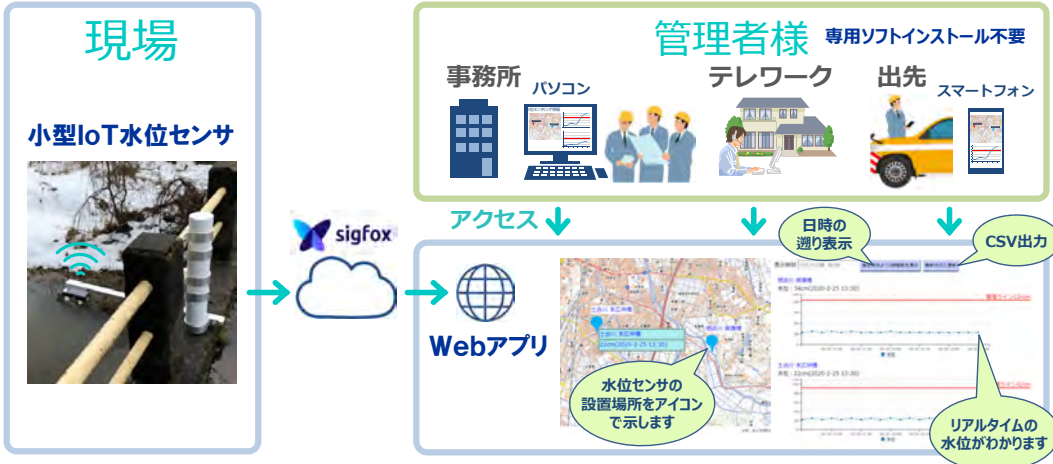 現場
小型IoT水位センサ
sigfox
管理者様
専用ソフトインストール不要
事務所
パソコン
テレワーク
出先
スマートフォン
アクセス
Webアプリ
日時の
遡り表示
CSV出力
水位センサの
設置場所をアイコン
で示します
リアルタイムの
水位がわかります